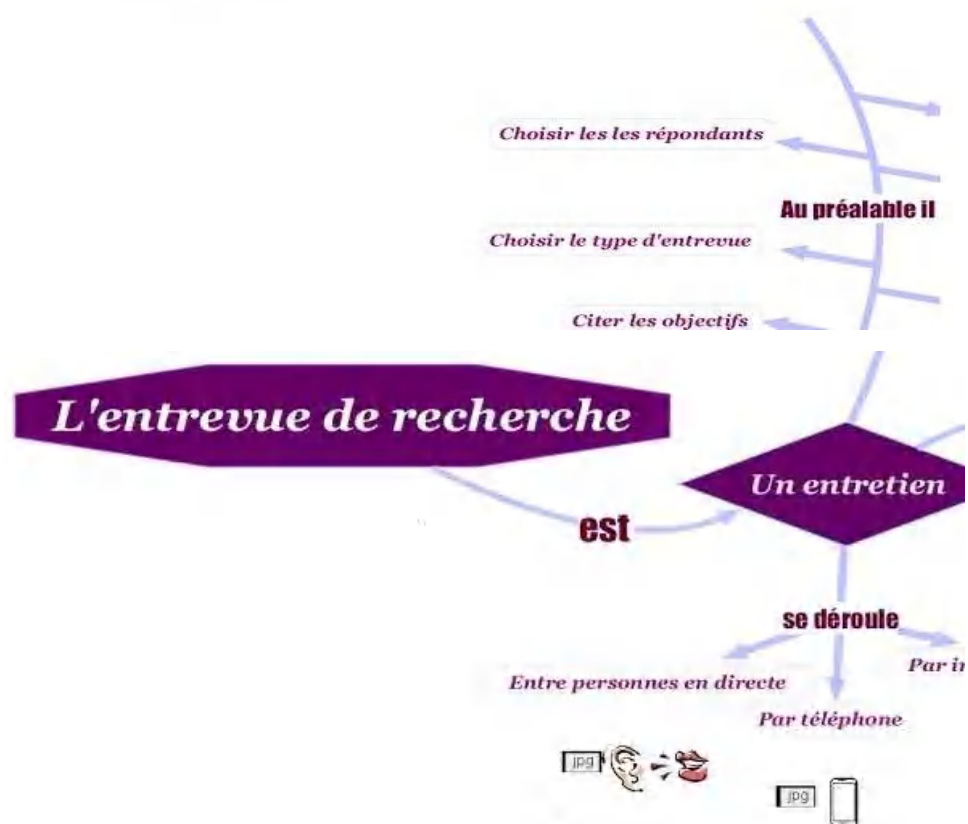 Choisir les les répondants
Au préalable il
Choisir le type d'entrevue
Citer les objectifs
L'entrevue de recherche
Un entretien
est
se déroule
Par
Entre personnes en directe
Par téléphone
jpg
jpg